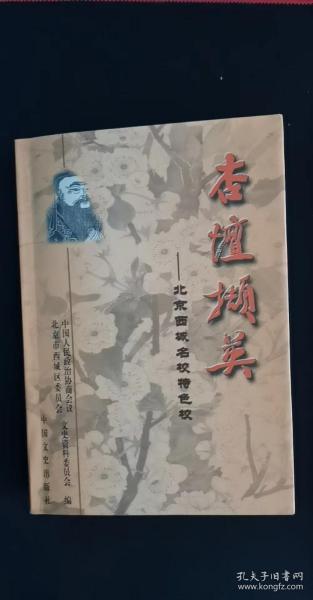 杏坛撷英
——北京西城名校特色校
中国人民政治协商会议
北京市西城区委员会
文史资料委员会
编
中国文史出版社
孔夫子旧书网